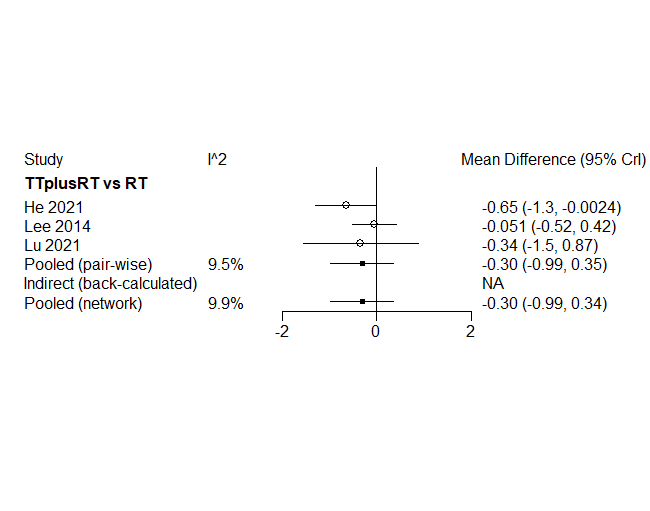 Study I^2 Mean Difference (95% CrI)
TTplusRT vs RT
He 2021 -0.65 (-1.3, -0.0024)
Lee 2014 -0.051 (-0.52, 0.42)
Lu 2021 -0.34 (-1.5, 0.87)
Pooled (pair-wise) 9.5% -0.30 (-0.99, 0.35)
Indirect (back-calculated) NA
Pooled (network) 9.9% -0.30 (-0.99, 0.34)
-2 0 2